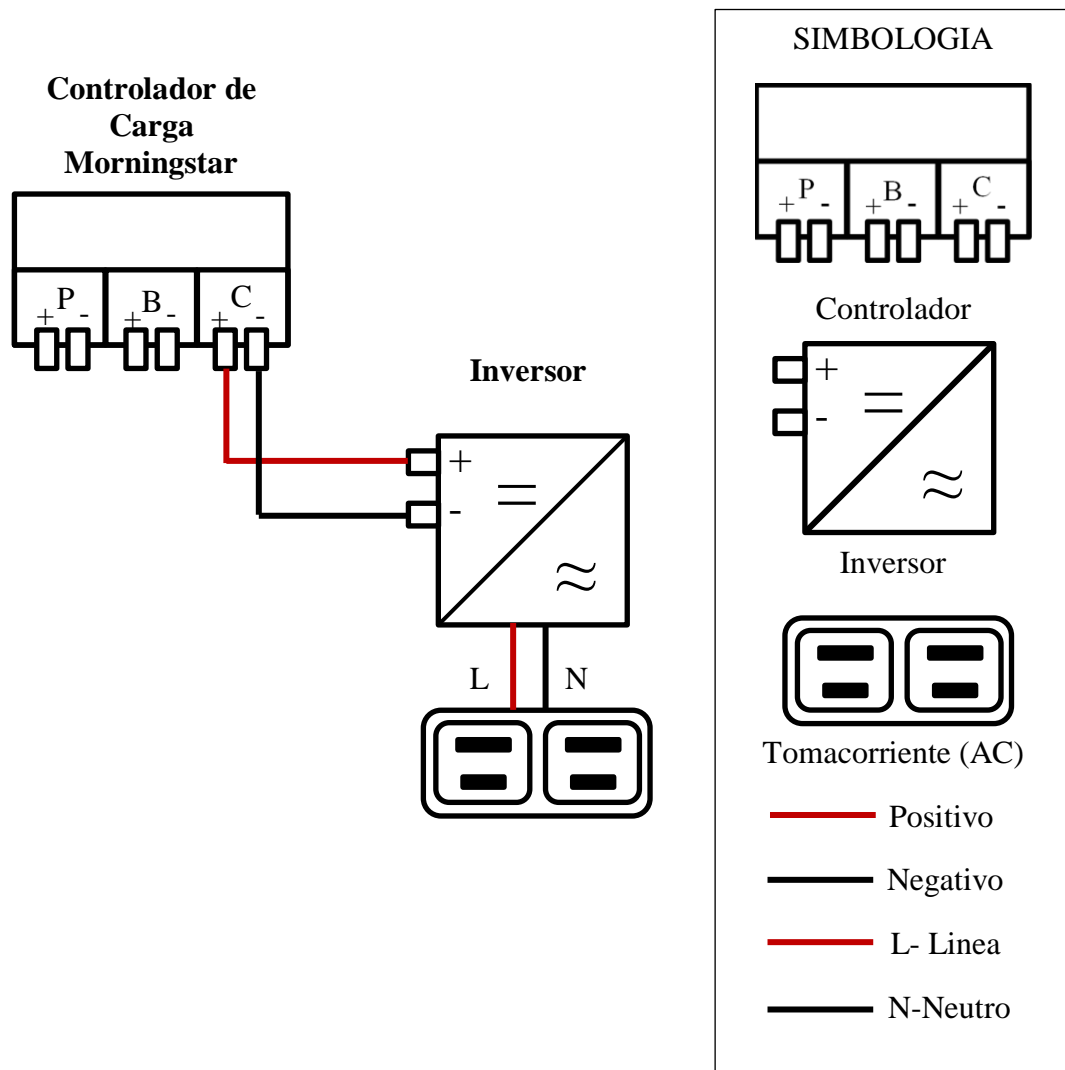 Controlador de
Carga
Morningstar
+ P - + B - + C -
Inversor
+
=
-
≈
L N
SIMBOLOGIA
+ P - + B - + C -
Controlador
+
=
-
≈
Inversor
Tomacorriente (AC)
Positivo
Negativo
L- Linea
N-Neutro